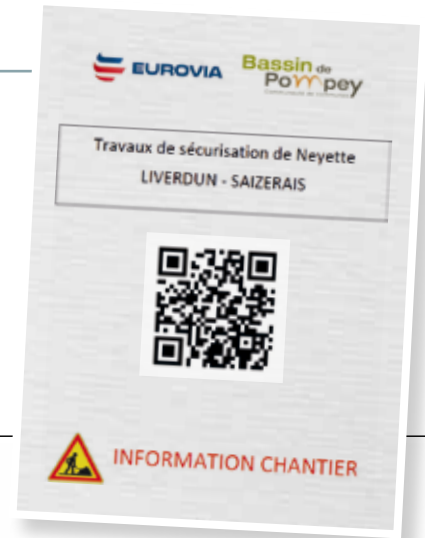 EUROVIA
Bassin de
Pompey
Travaux de sécurisation de Neyette
LIVERDUN - SAIZERAIS
INFORMATION CHANTIER